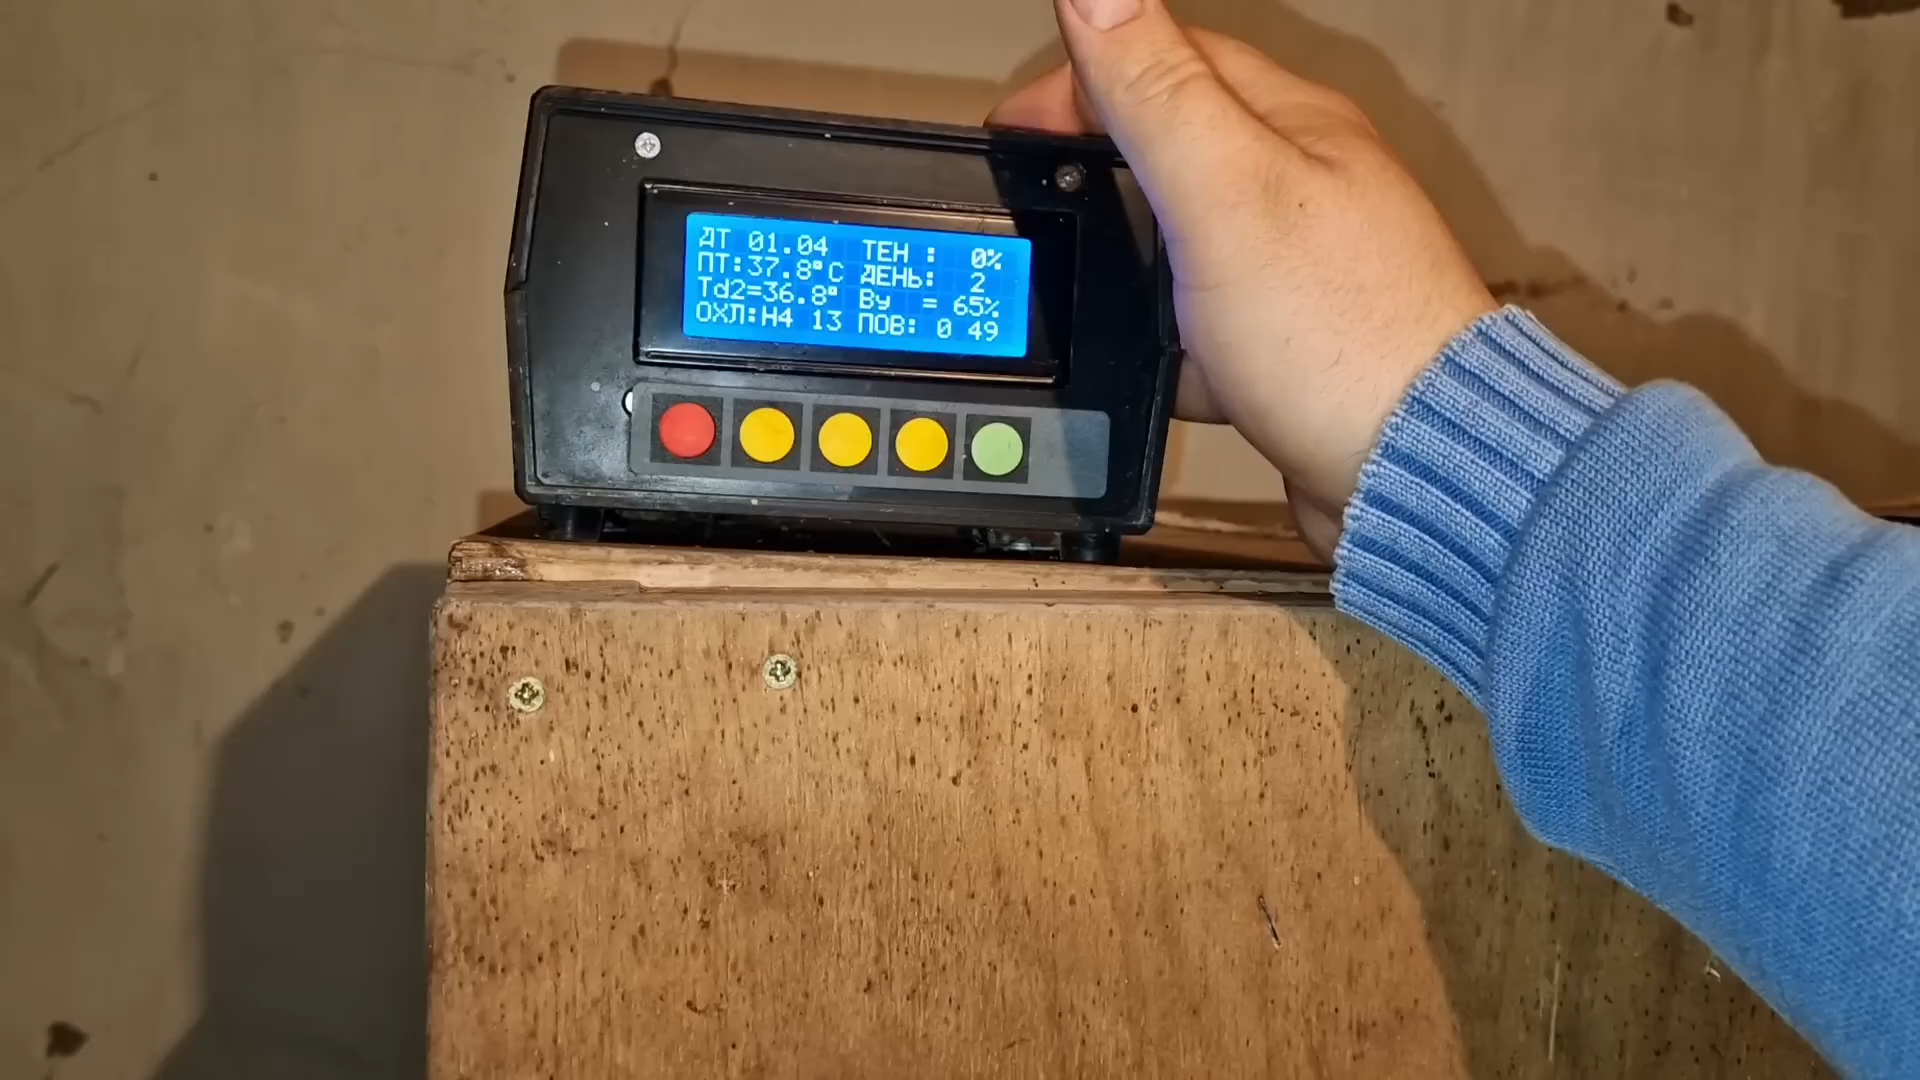 ДТ 01.04 ТЕН : 0%
ПТ:37.8°C ДЕНЬ: 2
Td2=36.8° Ву = 65%
ОХЛ:Н4 13 ПОВ: 0 49